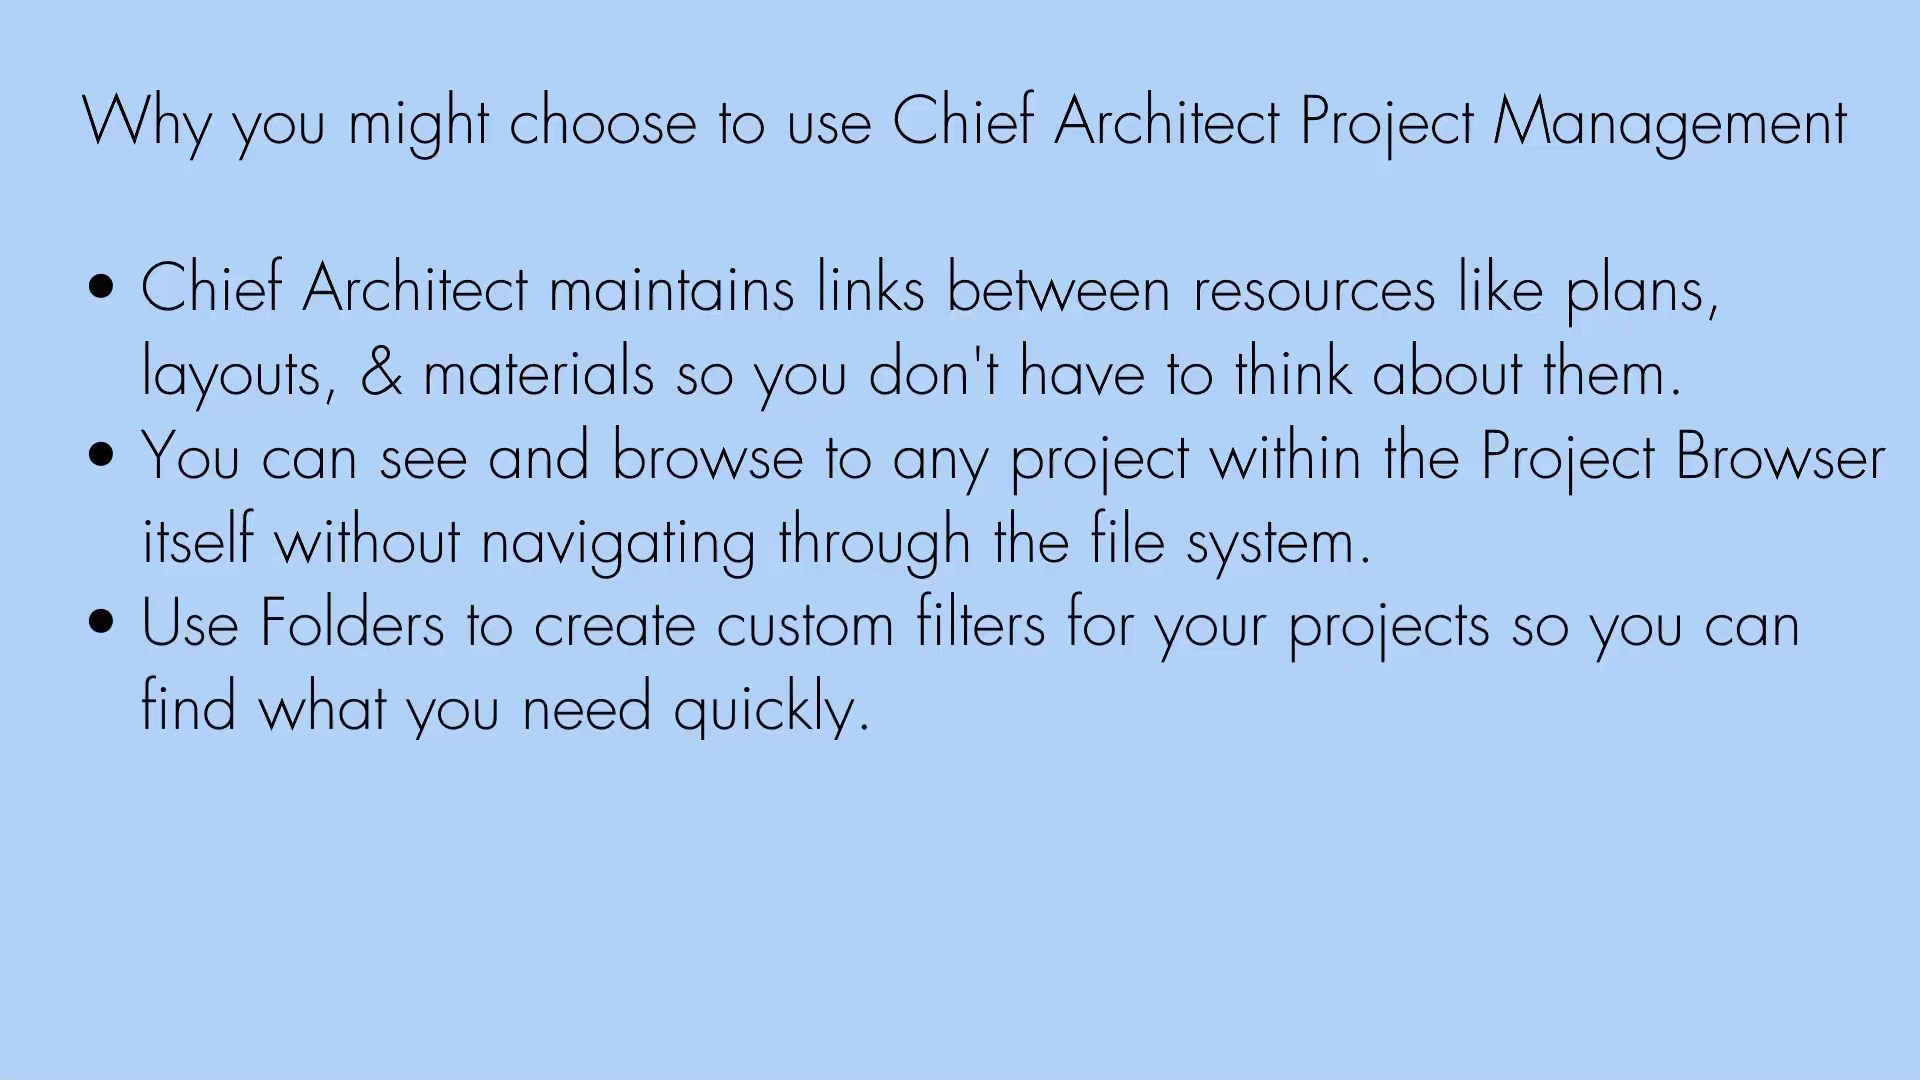 Why you might choose to use Chief Architect Project Management
• Chief Architect maintains links between resources like plans,
layouts, & materials so you don't have to think about them.
• You can see and browse to any project within the Project Browser
itself without navigating through the file system.
• Use Folders to create custom filters for your projects so you can
find what you need quickly.